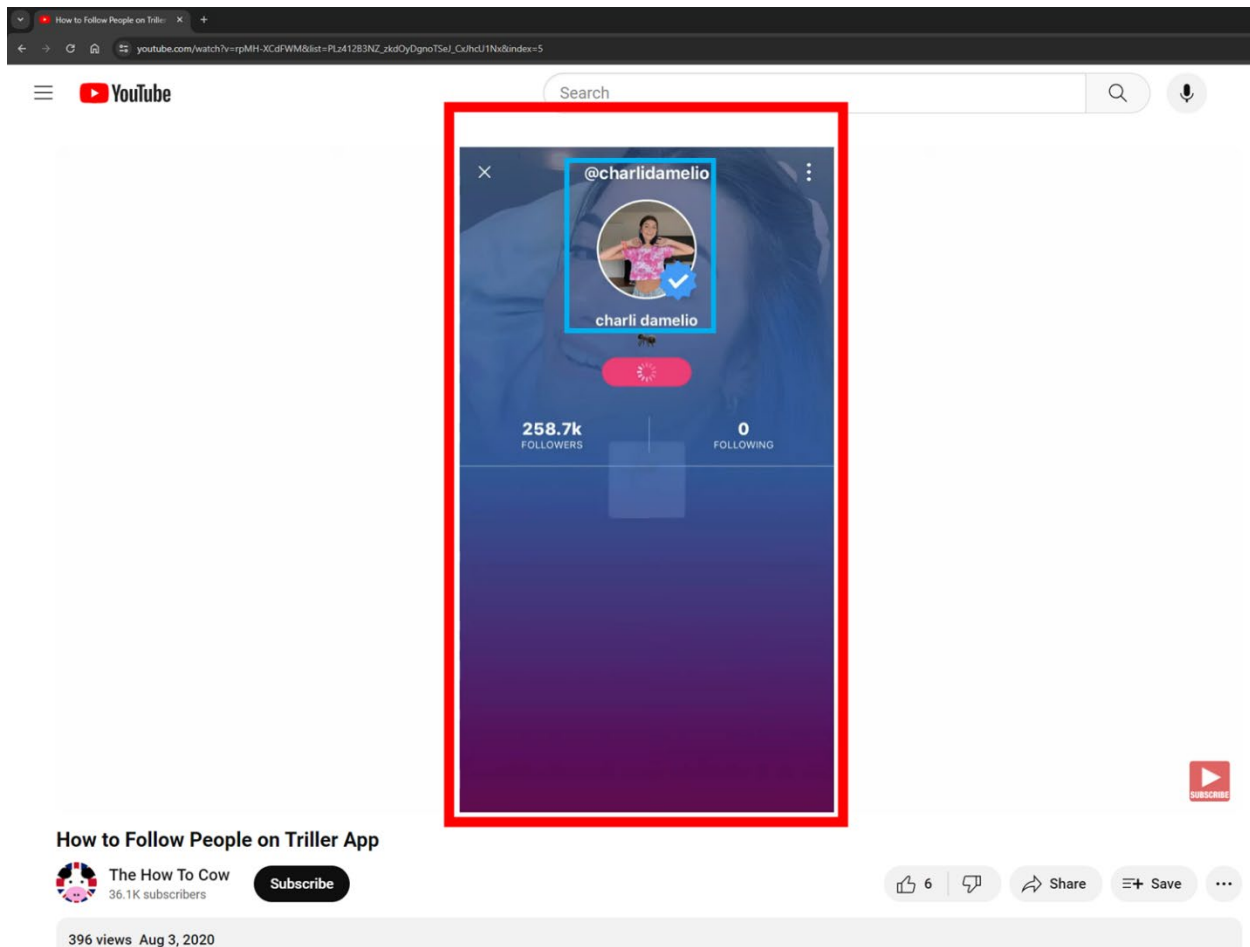 How to Follow People on Triller
youtube.com/watch?v=rpMH-XCdFWM&list=PLz41283NZ_zkdOyDgnoTSeJ_CxJhcU1Nx&index=5
YouTube
Search
@charlidamelio
charli damelio
258.7k
FOLLOWERS
0
FOLLOWING
SUBSCRIBE
How to Follow People on Triller App
The How To Cow
36.1K subscribers
Subscribe
6
Share
Save
396 views Aug 3, 2020